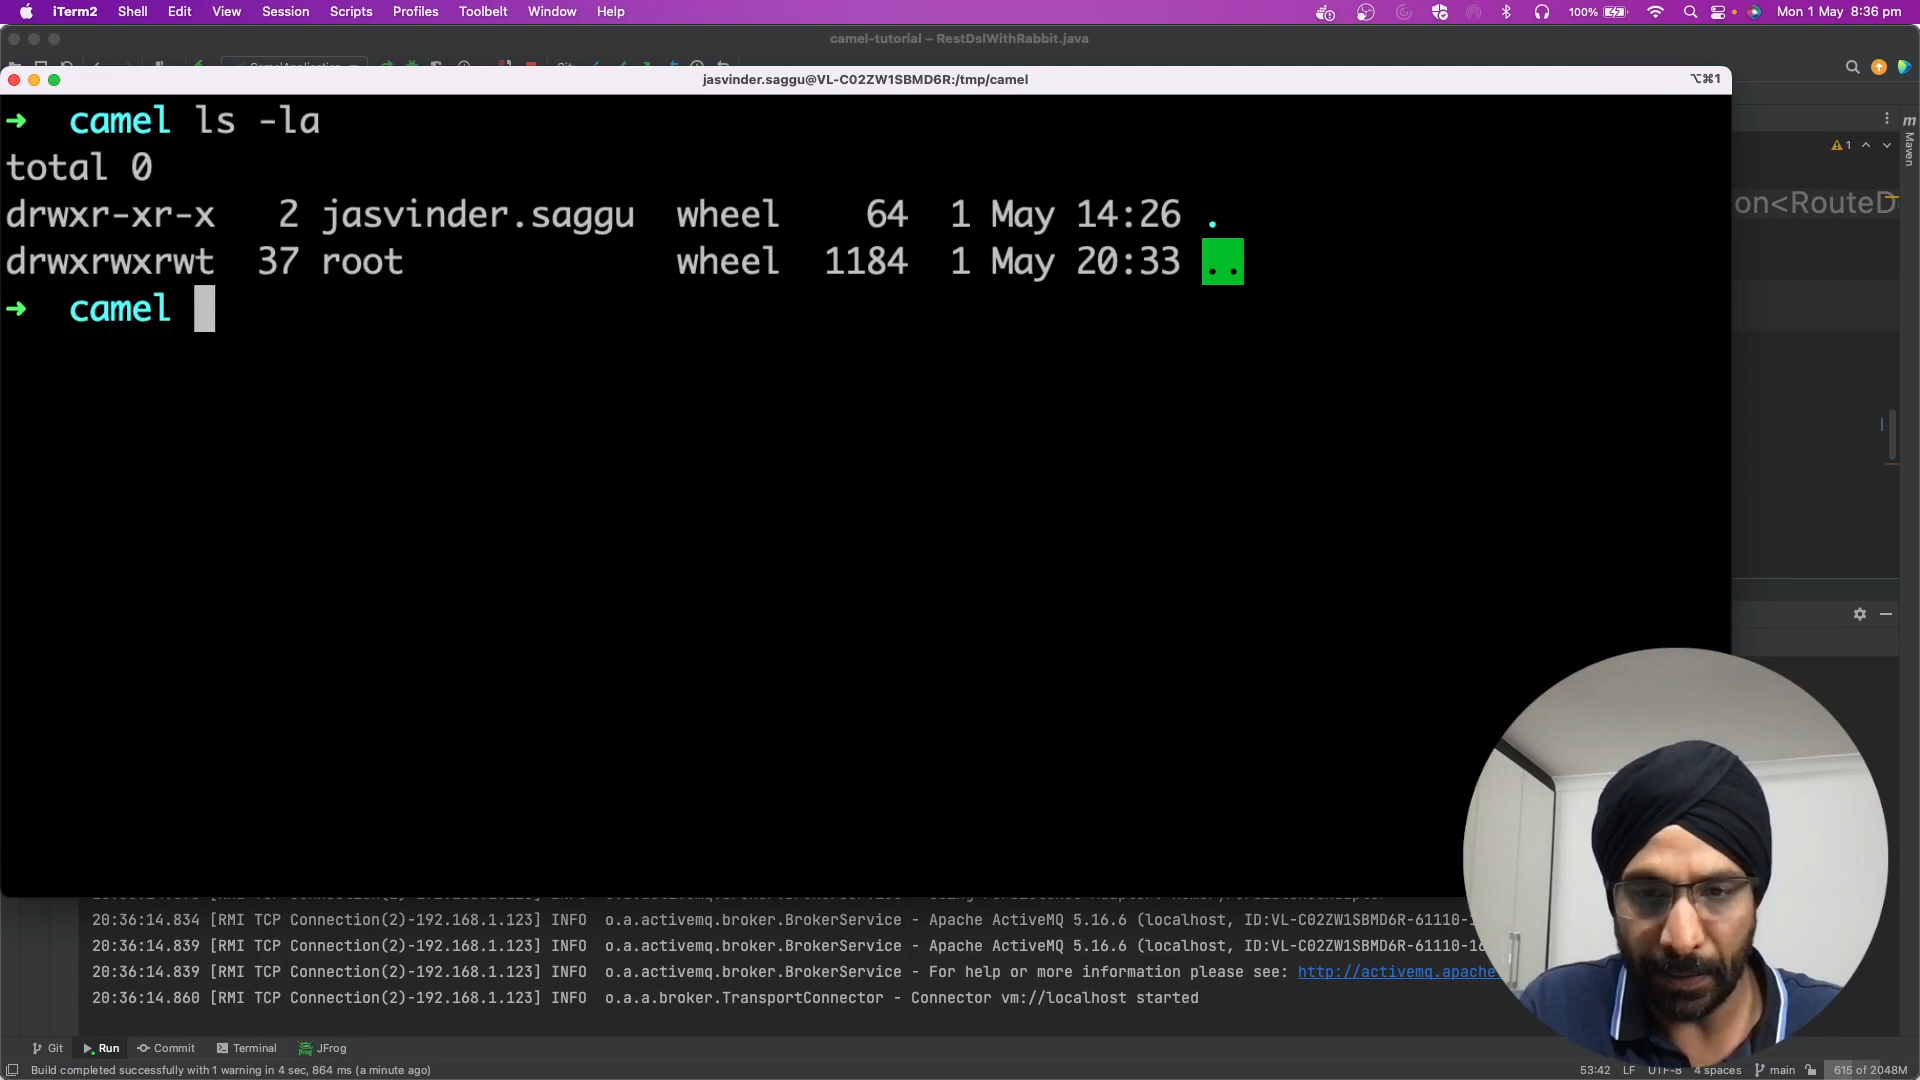 iTerm2 Shell Edit View Session Scripts Profiles Toolbelt Window Help 100% Mon 1 May 8:36 pm
camel-tutorial – RestDslWithRabbit.java
jasvinder.saggu@VL-C02ZW1SBMD6R:/tmp/camel ⌥⌘1
➜ camel ls -la
total 0
drwxr-xr-x 2 jasvinder.saggu wheel 64 1 May 14:26 .
drwxrwxrwt 37 root wheel 1184 1 May 20:33 ..
➜ camel
m
Maven
1
on<RouteD
20:36:14.834 [RMI TCP Connection(2)-192.168.1.123] INFO o.a.activemq.broker.BrokerService - Apache ActiveMQ 5.16.6 (localhost, ID:VL-C02ZW1SBMD6R-61110-1
20:36:14.839 [RMI TCP Connection(2)-192.168.1.123] INFO o.a.activemq.broker.BrokerService - Apache ActiveMQ 5.16.6 (localhost, ID:VL-C02ZW1SBMD6R-61110-16
20:36:14.839 [RMI TCP Connection(2)-192.168.1.123] INFO o.a.activemq.broker.BrokerService - For help or more information please see: http://activemq.apache
20:36:14.860 [RMI TCP Connection(2)-192.168.1.123] INFO o.a.a.broker.TransportConnector - Connector vm://localhost started
Git Run Commit Terminal JFrog
Build completed successfully with 1 warning in 4 sec, 864 ms (a minute ago) 53:42 LF UTF-8 4 spaces main 615 of 2048M